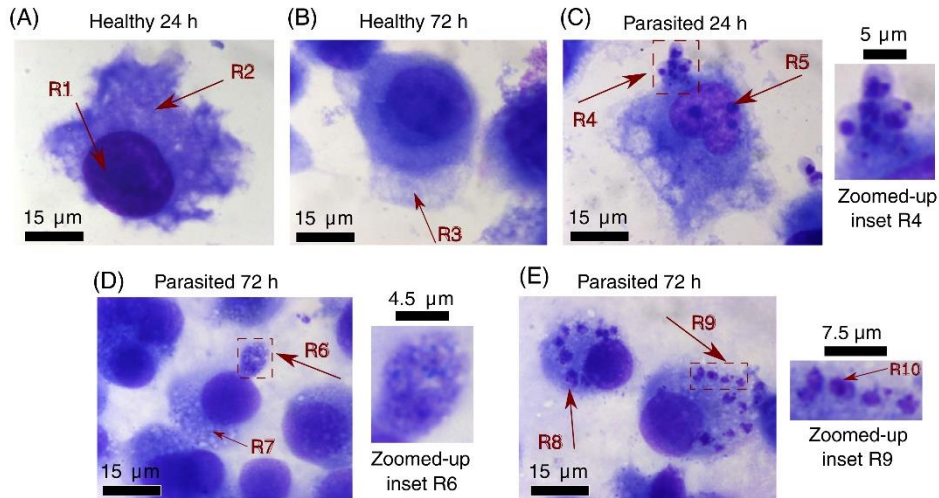 (A) Healthy 24 h
R1
R2
15 μm
(B) Healthy 72 h
R3
15 μm
(C) Parasited 24 h
R4
R5
15 μm
5 μm
Zoomed-up
inset R4
(D) Parasited 72 h
R6
R7
15 μm
4.5 μm
Zoomed-up
inset R6
(E) Parasited 72 h
R9
R8
15 μm
7.5 μm
R10
Zoomed-up
inset R9